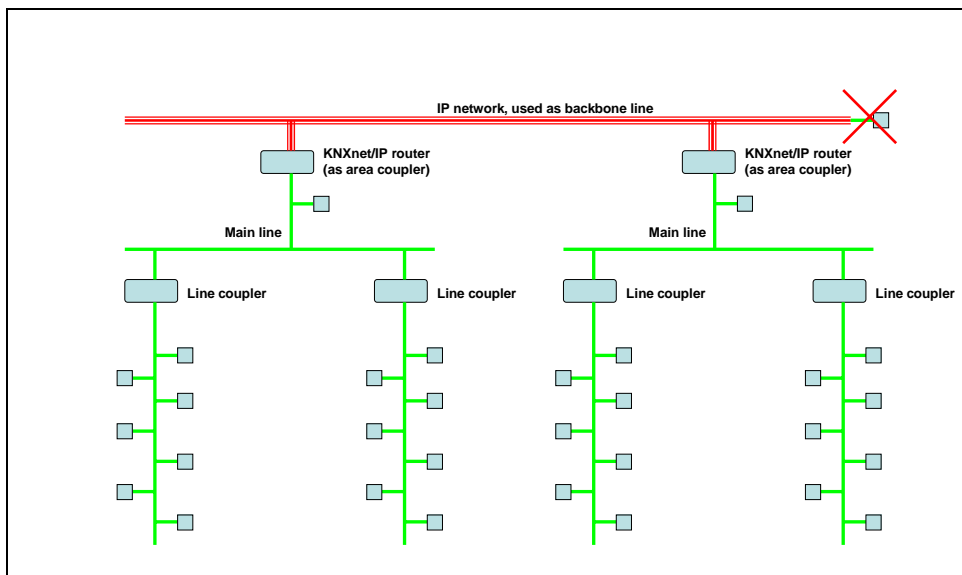 IP network, used as backbone line
KNXnet/IP router
(as area coupler)
KNXnet/IP router
(as area coupler)
Main line
Main line
Line coupler
Line coupler
Line coupler
Line coupler